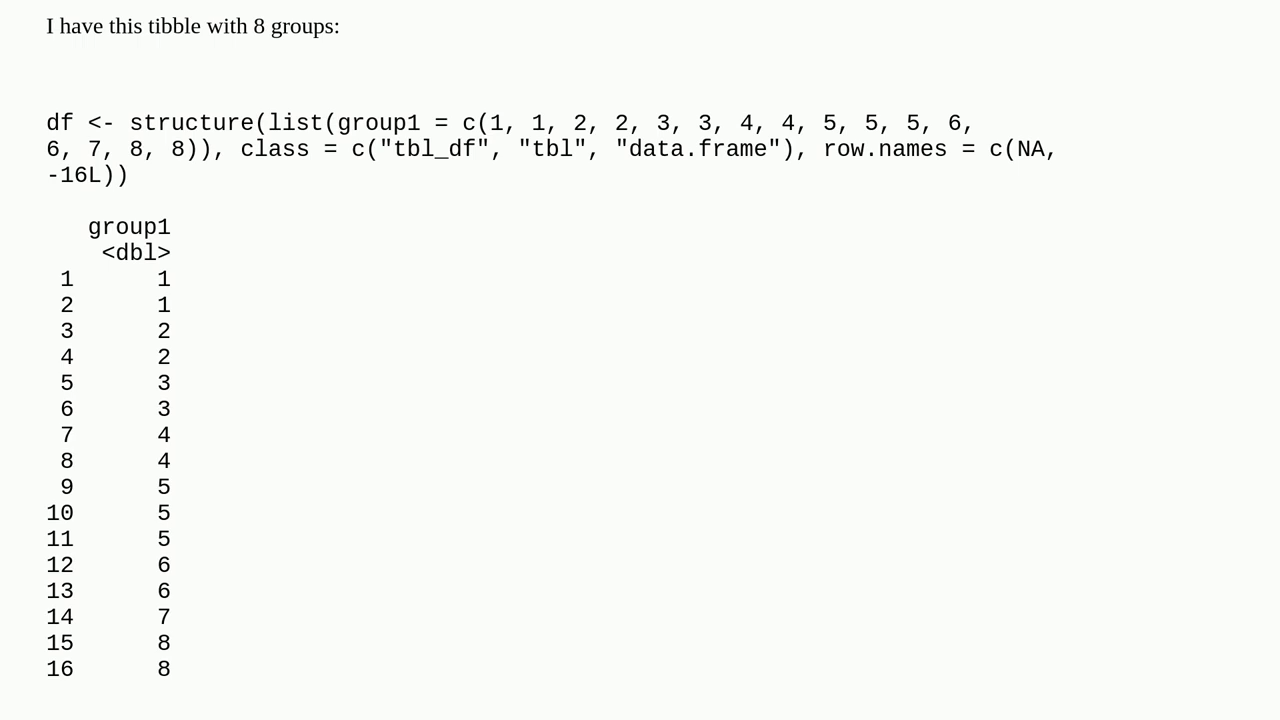 I have this tibble with 8 groups:
df <- structure(list(group1 = c(1, 1, 2, 2, 3, 3, 4, 4, 5, 5, 5, 6,
6, 7, 8, 8)), class = c("tbl_df", "tbl", "data.frame"), row.names = c(NA,
-16L))
   group1
    <dbl>
 1      1
 2      1
 3      2
 4      2
 5      3
 6      3
 7      4
 8      4
 9      5
10      5
11      5
12      6
13      6
14      7
15      8
16      8